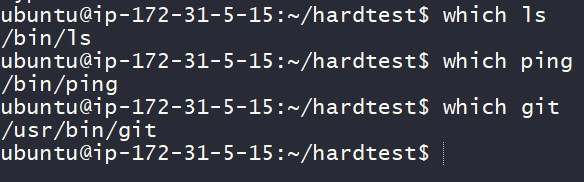 ubuntu@ip-172-31-5-15:~/hardtest$ which ls
/bin/ls
ubuntu@ip-172-31-5-15:~/hardtest$ which ping
/bin/ping
ubuntu@ip-172-31-5-15:~/hardtest$ which git
/usr/bin/git
ubuntu@ip-172-31-5-15:~/hardtest$